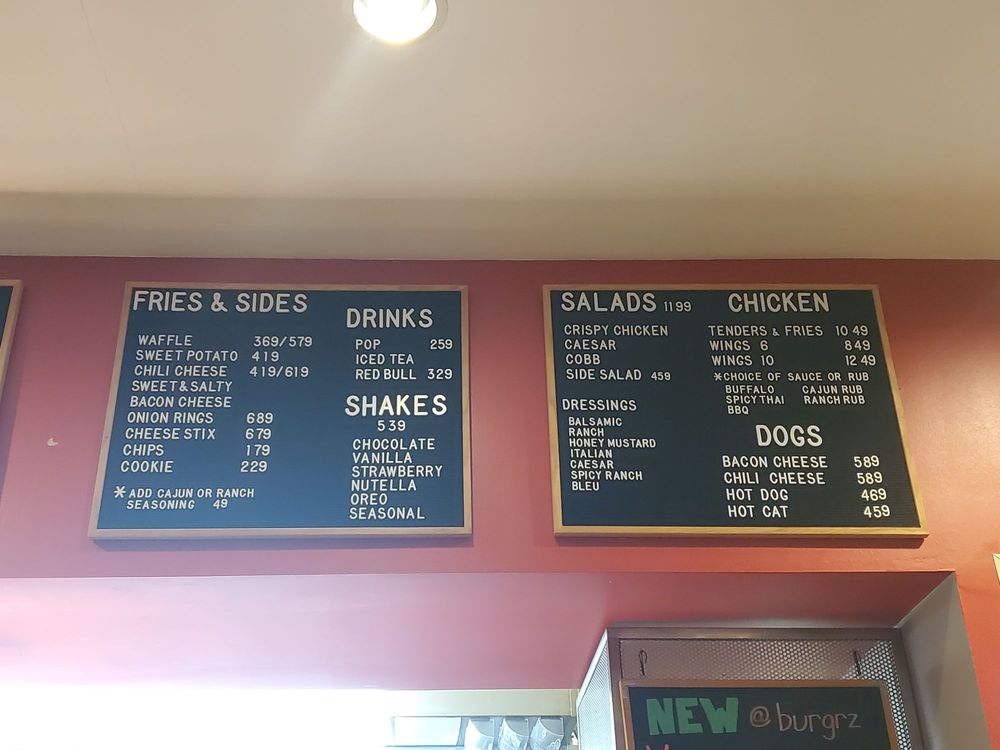 FRIES & SIDES
WAFFLE 369/579
SWEET POTATO 419
CHILI CHEESE 419/619
SWEET & SALTY
BACON CHEESE
ONION RINGS 689
CHEESE STIX 679
CHIPS 179
COOKIE 229
* ADD CAJUN OR RANCH
SEASONING 49
DRINKS
POP 259
ICED TEA
RED BULL 329
SHAKES
539
CHOCOLATE
VANILLA
STRAWBERRY
NUTELLA
OREO
SEASONAL
SALADS 1199
CRISPY CHICKEN
CAESAR
COBB
SIDE SALAD 459
DRESSINGS
BALSAMIC
RANCH
HONEY MUSTARD
ITALIAN
CAESAR
SPICY RANCH
BLEU
CHICKEN
TENDERS & FRIES 10 49
WINGS 6 849
WINGS 10 12 49
*CHOICE OF SAUCE OR RUB
BUFFALO CAJUN RUB
SPICY THAI RANCH RUB
BBQ
DOGS
BACON CHEESE 589
CHILI CHEESE 589
HOT DOG 469
HOT CAT 459
NEW @ burgrz